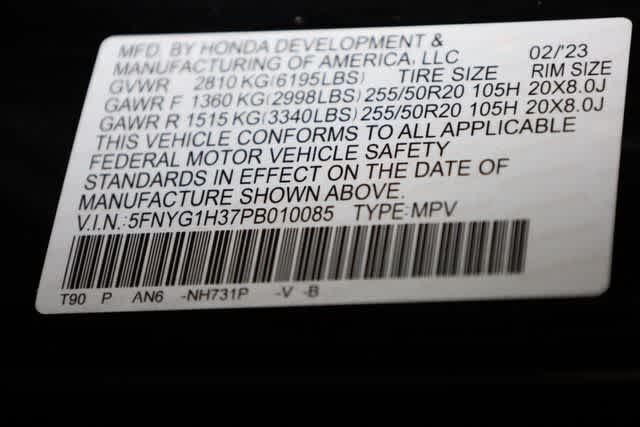 MFD. BY HONDA DEVELOPMENT &
MANUFACTURING OF AMERICA, LLC 02/'23
GVWR 2810 KG(6195LBS) TIRE SIZE RIM SIZE
GAWR F 1360 KG(2998LBS) 255/50R20 105H 20X8.0J
GAWR R 1515 KG(3340LBS) 255/50R20 105H 20X8.0J
THIS VEHICLE CONFORMS TO ALL APPLICABLE
FEDERAL MOTOR VEHICLE SAFETY
STANDARDS IN EFFECT ON THE DATE OF
MANUFACTURE SHOWN ABOVE.
V.I.N.:5FNYG1H37PB010085 TYPE:MPV
T90 P AN6 -NH731P -V -B